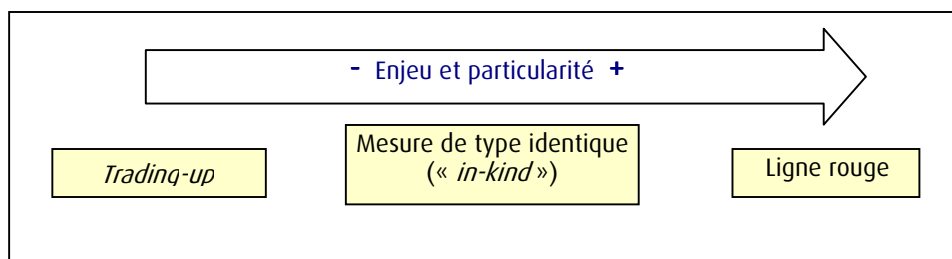 - Enjeu et particularité +
Mesure de type identique
(« in-kind »)
Trading-up
Ligne rouge